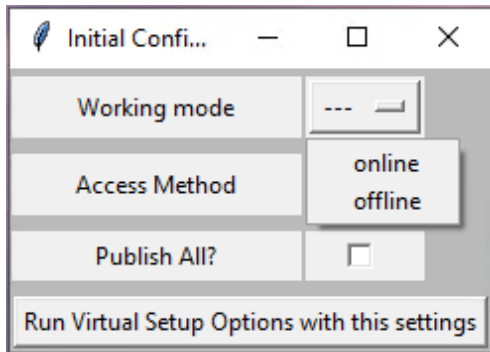 Initial Confi...
Working mode
---
online
offline
Access Method
Publish All?
Run Virtual Setup Options with this settings